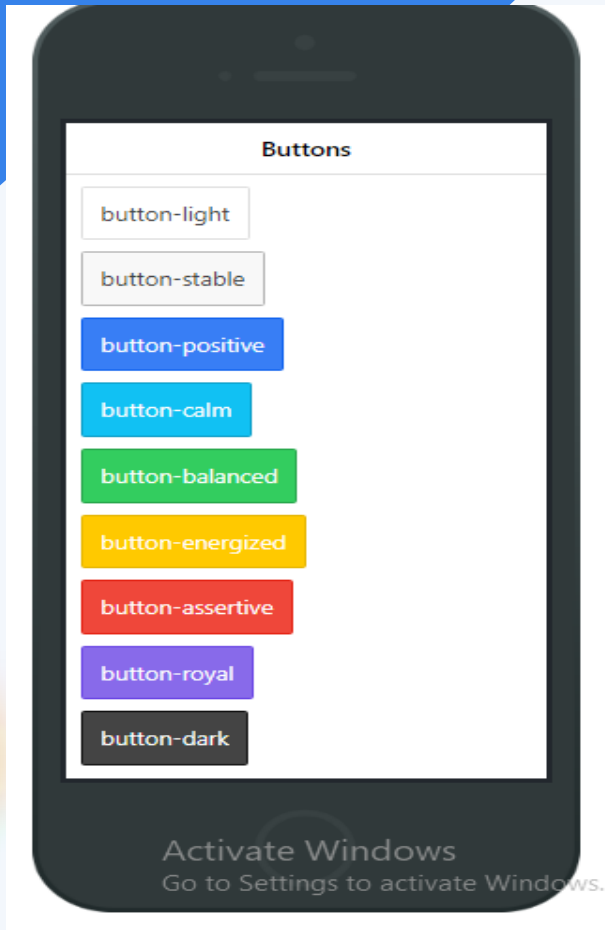 Buttons
button-light
button-stable
button-positive
button-calm
button-balanced
button-energized
button-assertive
button-royal
button-dark
Activate Windows
Go to Settings to activate Windows.